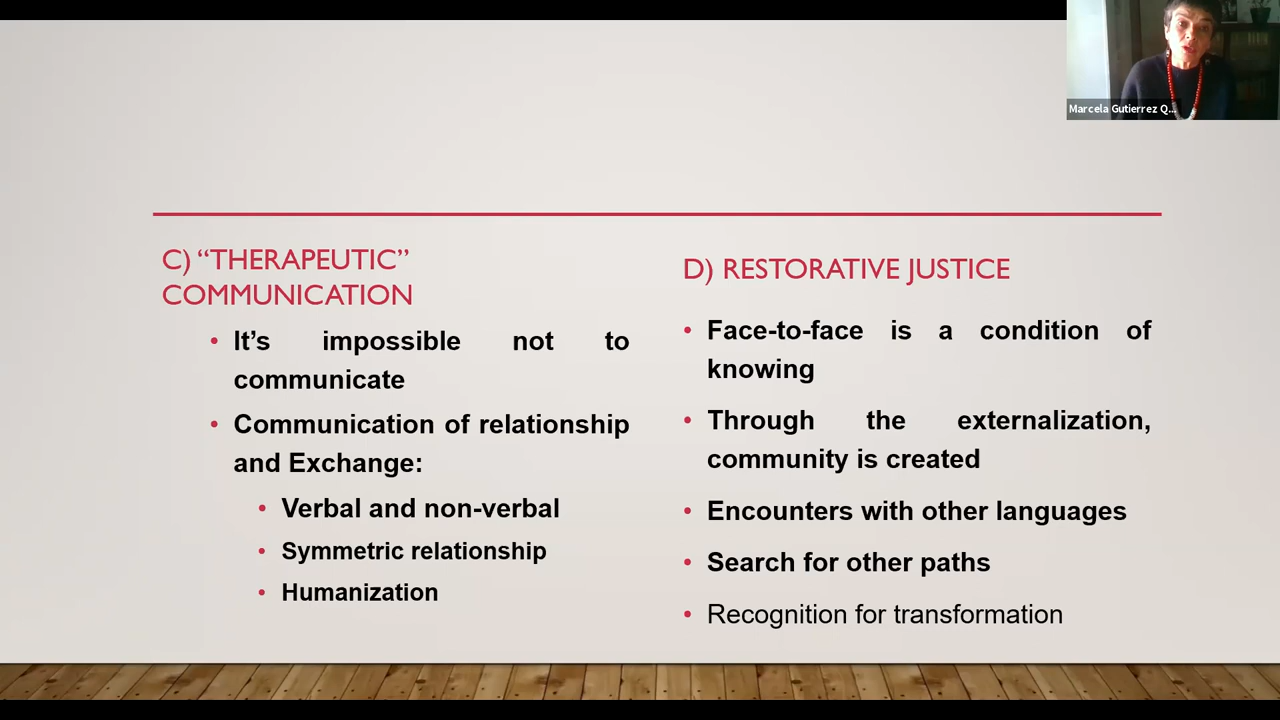 Marcela Gutierrez Q...
C) “THERAPEUTIC”
COMMUNICATION
• It’s impossible not to
communicate
• Communication of relationship
and Exchange:
• Verbal and non-verbal
• Symmetric relationship
• Humanization
D) RESTORATIVE JUSTICE
• Face-to-face is a condition of
knowing
• Through the externalization,
community is created
• Encounters with other languages
• Search for other paths
• Recognition for transformation